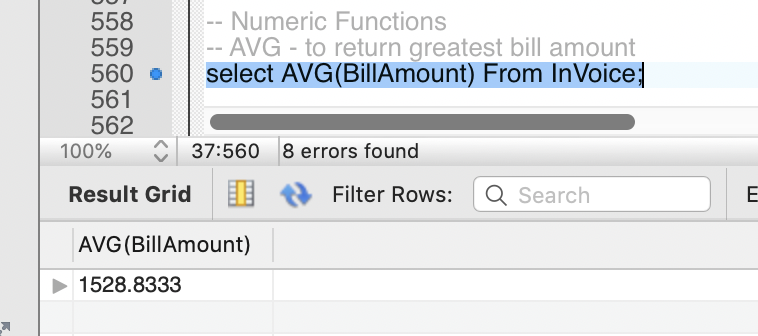 558
-- Numeric Functions
559
-- AVG - to return greatest bill amount
560
select AVG(BillAmount) From InVoice;
561
562
100%
37:560
8 errors found
Result Grid
Filter Rows:
Search
E
AVG(BillAmount)
1528.8333